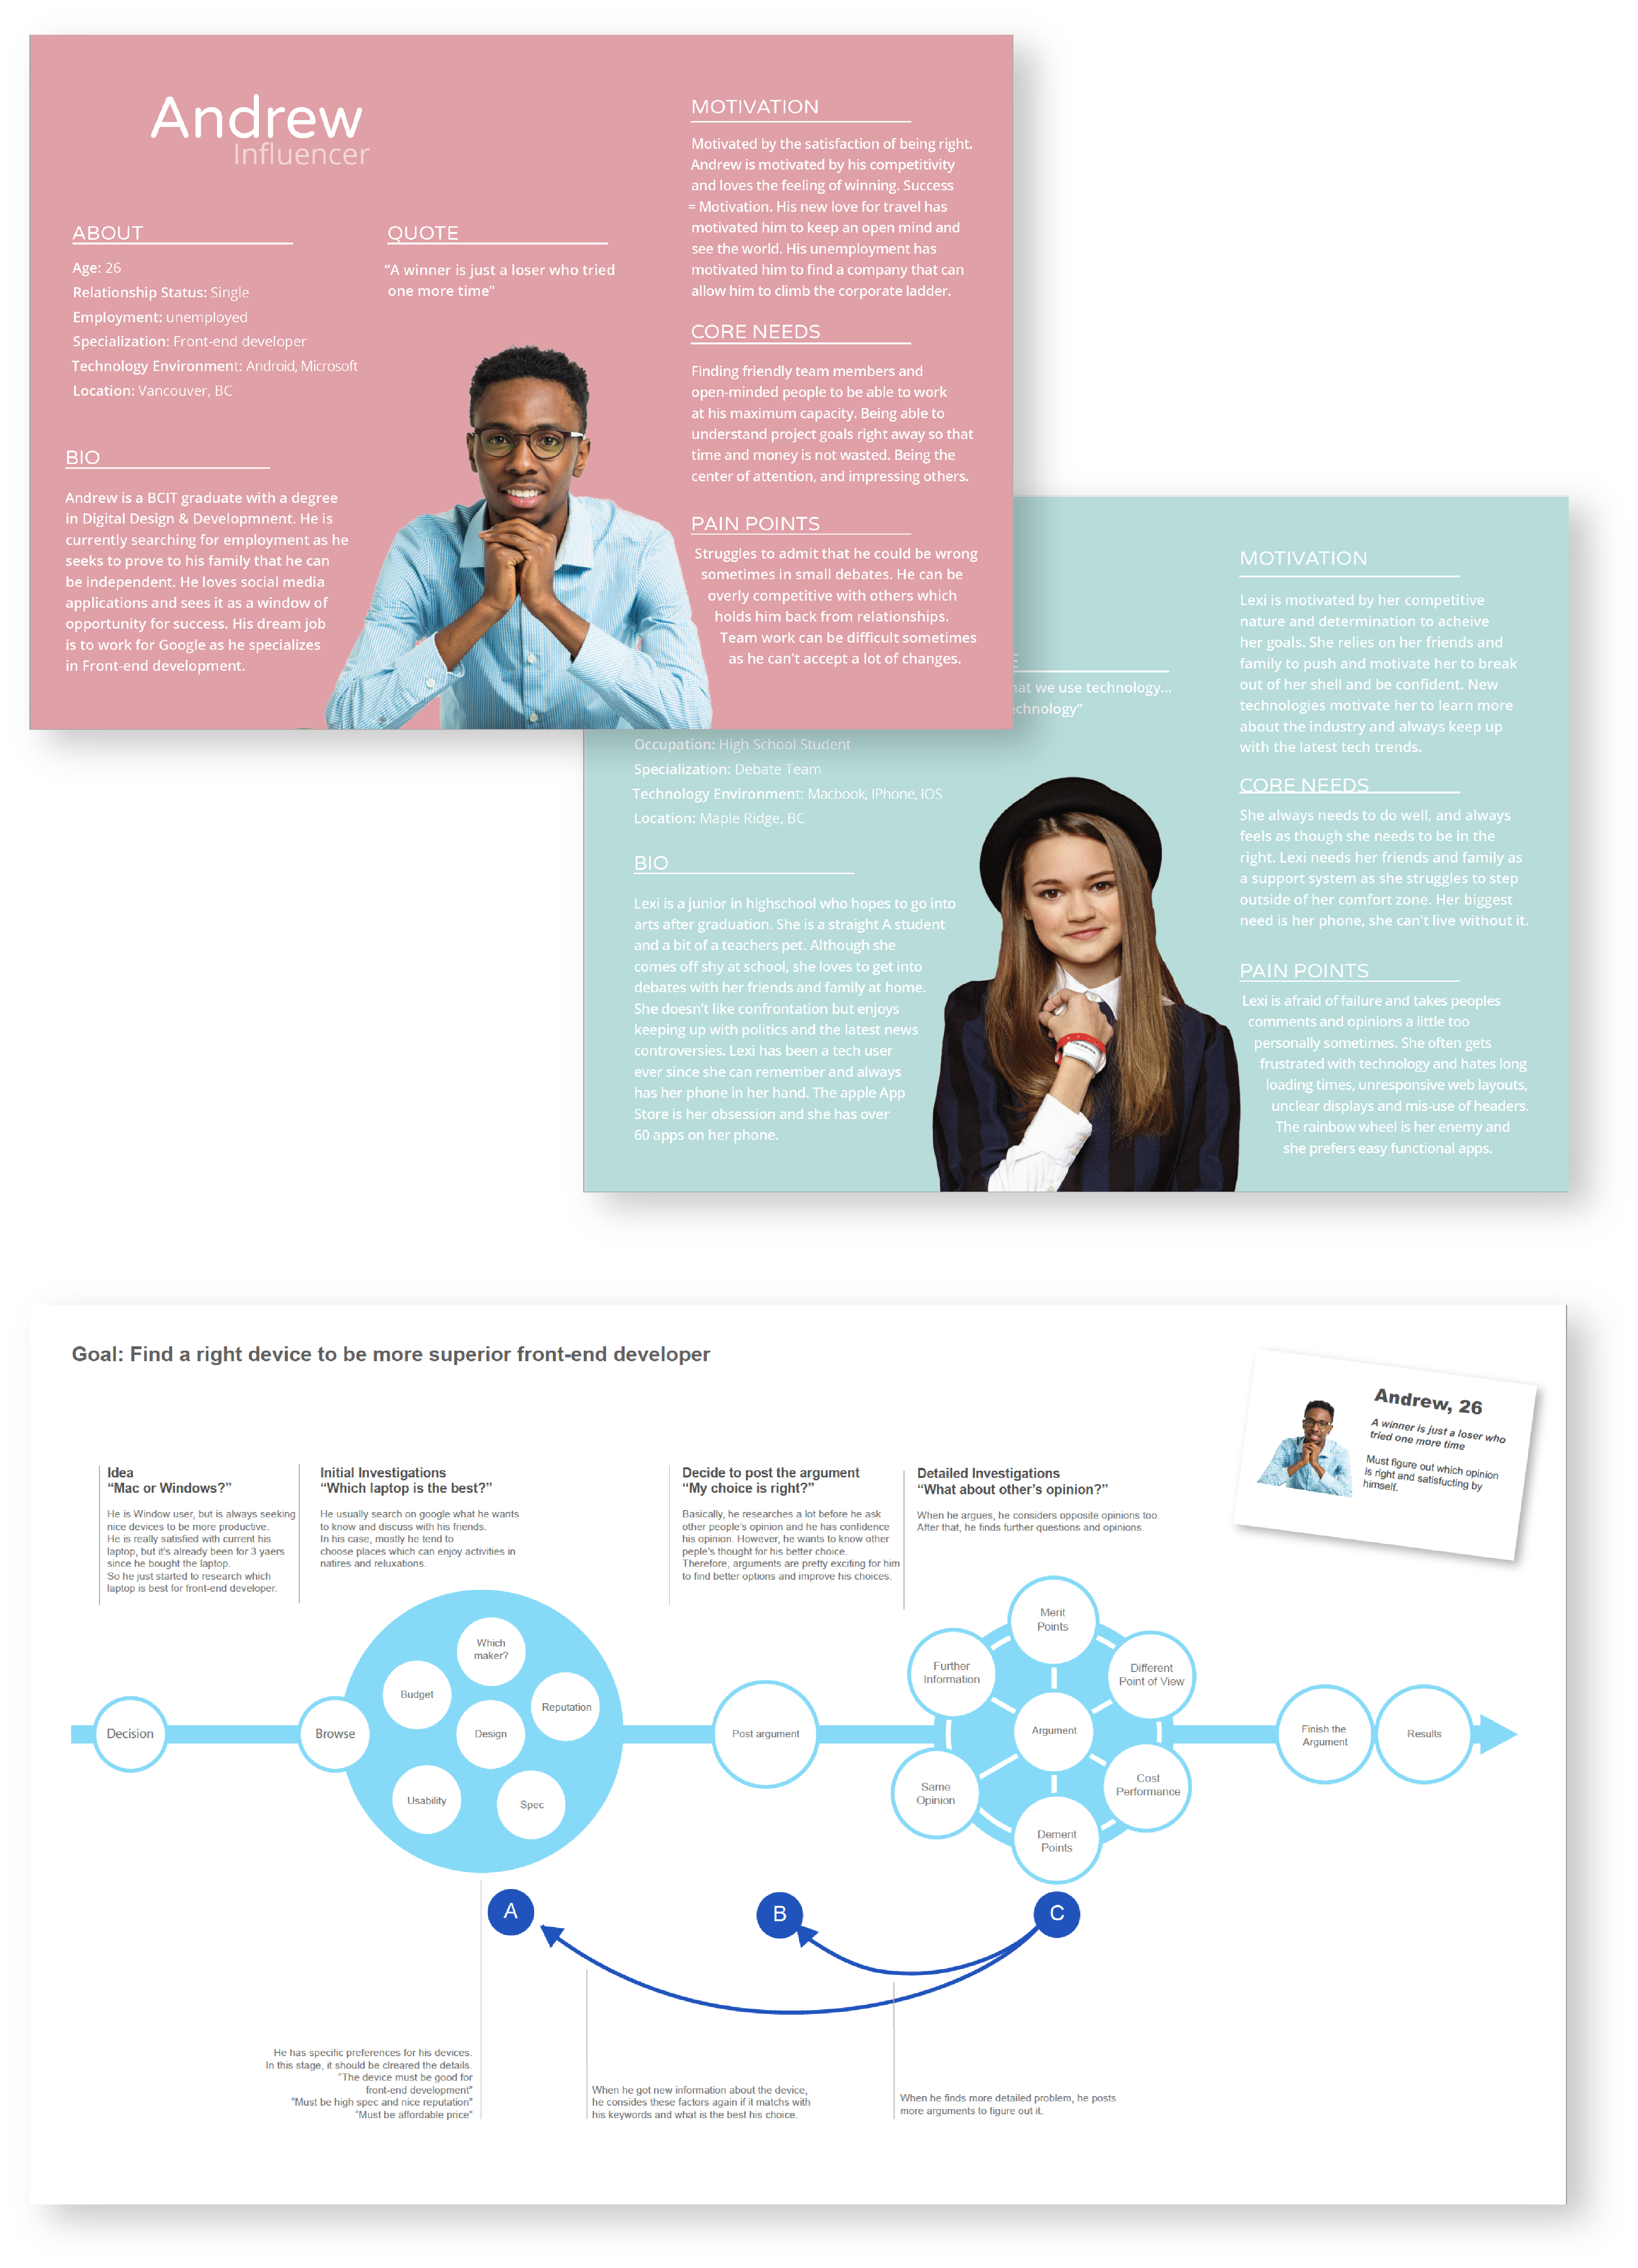 Andrew
Influencer
ABOUT
Age: 26
Relationship Status: Single
Employment: unemployed
Specialization: Front-end developer
Technology Environment: Android, Microsoft
Location: Vancouver, BC
QUOTE
“A winner is just a loser who tried
one more time”
BIO
Andrew is a BCIT graduate with a degree
in Digital Design & Developmnent. He is
currently searching for employment as he
seeks to prove to his family that he can
be independent. He loves social media
applications and sees it as a window of
opportunity for success. His dream job
is to work for Google as he specializes
in Front-end development.
MOTIVATION
Motivated by the satisfaction of being right.
Andrew is motivated by his competitivity
and loves the feeling of winning. Success
= Motivation. His new love for travel has
motivated him to keep an open mind and
see the world. His unemployment has
motivated him to find a company that can
allow him to climb the corporate ladder.
CORE NEEDS
Finding friendly team members and
open-minded people to be able to work
at his maximum capacity. Being able to
understand project goals right away so that
time and money is not wasted. Being the
center of attention, and impressing others.
PAIN POINTS
Struggles to admit that he could be wrong
sometimes in small debates. He can be
overly competitive with others which
holds him back from relationships.
Team work can be difficult sometimes
as he can’t accept a lot of changes.
we use technology...
Occupation: High School Student
Specialization: Debate Team
Technology Environment: Macbook, IPhone, IOS
Location: Maple Ridge, BC
BIO
Lexi is a junior in highschool who hopes to go into
arts after graduation. She is a straight A student
and a bit of a teachers pet. Although she
comes off shy at school, she loves to get into
debates with her friends and family at home.
She doesn’t like confrontation but enjoys
keeping up with politics and the latest news
controversies. Lexi has been a tech user
ever since she can remember and always
has her phone in her hand. The apple App
Store is her obsession and she has over
60 apps on her phone.
MOTIVATION
Lexi is motivated by her competitive
nature and determination to acheive
her goals. She relies on her friends and
family to push and motivate her to break
out of her shell and be confident. New
technologies motivate her to learn more
about the industry and always keep up
with the latest tech trends.
CORE NEEDS
She always needs to do well, and always
feels as though she needs to be in the
right. Lexi needs her friends and family as
a support system as she struggles to step
outside of her comfort zone. Her biggest
need is her phone, she can’t live without it.
PAIN POINTS
Lexi is afraid of failure and takes peoples
comments and opinions a little too
personally sometimes. She often gets
frustrated with technology and hates long
loading times, unresponsive web layouts,
unclear displays and mis-use of headers.
The rainbow wheel is her enemy and
she prefers easy functional apps.
Goal: Find a right device to be more superior front-end developer
Andrew, 26
A winner is just a loser who
tried one more time
Must figure out which opinion
is right and satisfucting by
himself.
Idea
“Mac or Windows?”
He is Window user, but is always seeking
nice devices to be more productive.
He is really satisfied with current his
laptop, but it's already been for 3 yaers
since he bought the laptop.
So he just started to research which
laptop is best for front-end developer.
Initial Investigations
“Which laptop is the best?”
He usually search on google what he wants
to know and discuss with his friends.
In his case, mostly he tend to
choose places which can enjoy activities in
natires and reluxations.
Decide to post the argument
“My choice is right?”
Basically, he researches a lot before he ask
other people's opinion and he has confidence
his opinion. However, he wants to know other
peple's thought for his better choice.
Therefore, arguments are pretty exciting for him
to find better options and improve his choices.
Detailed Investigations
“What about other’s opinion?”
When he argues, he considers opposite opinions too.
After that, he finds further questions and opinions.
Decision
Browse
Which
maker?
Budget
Reputation
Design
Usability
Spec
Post argument
Merit
Points
Further
Information
Different
Point of View
Argument
Same
Opinion
Cost
Performance
Demerit
Points
Finish the
Argument
Results
A
B
C
He has specific preferences for his devices.
In this stage, it should be clreared the details.
"The device must be good for
front-end development"
"Must be high spec and nice reputation"
"Must be affordable price"
When he got new information about the device,
he consides these factors again if it matchs with
his keywords and what is the best his choice.
When he finds more detailed problem, he posts
more arguments to figure out it.